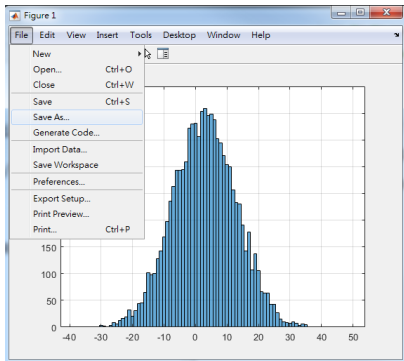 Figure 1
File Edit View Insert Tools Desktop Window Help
New
Open... Ctrl+O
Close Ctrl+W
Save Ctrl+S
Save As...
Generate Code...
Import Data...
Save Workspace
Preferences...
Export Setup...
Print Preview...
Print... Ctrl+P
150
100
50
0
-40 -30 -20 -10 0 10 20 30 40 50